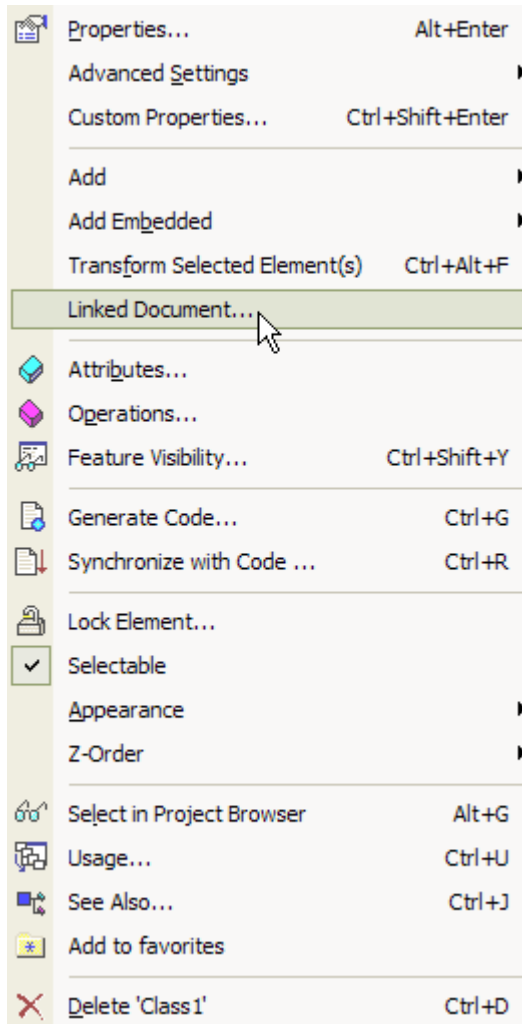 Properties... Alt+Enter
Advanced Settings
Custom Properties... Ctrl+Shift+Enter
Add
Add Embedded
Transform Selected Element(s) Ctrl+Alt+F
Linked Document...
Attributes...
Operations...
Feature Visibility... Ctrl+Shift+Y
Generate Code... Ctrl+G
Synchronize with Code ... Ctrl+R
Lock Element...
Selectable
Appearance
Z-Order
Select in Project Browser Alt+G
Usage... Ctrl+U
See Also... Ctrl+J
Add to favorites
Delete 'Class1' Ctrl+D